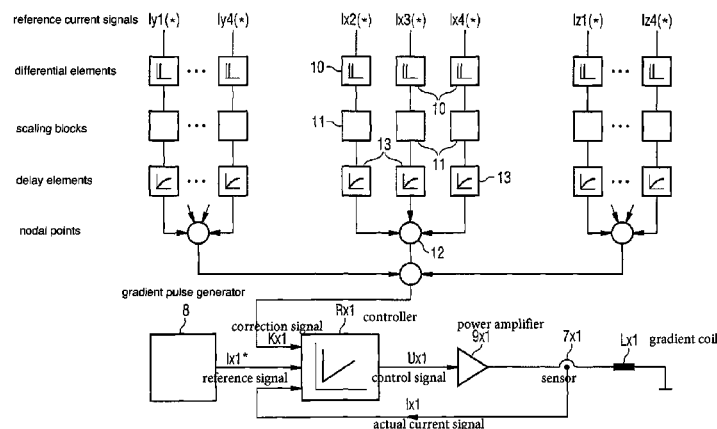 reference current signals Iy1(*) Iy4(*) Ix2(*) Ix3(*) Ix4(*) Iz1(*) Iz4(*)
differential elements 10
10
scaling blocks 11
13 11
delay elements 13
nodal points
12
gradient pulse generator
8 correction signal Kx1 Rx1 controller power amplifier 9x1 7x1 Lx1 gradient coil
Ix1* Ux1
reference signal control signal sensor
Ix1
actual current signal